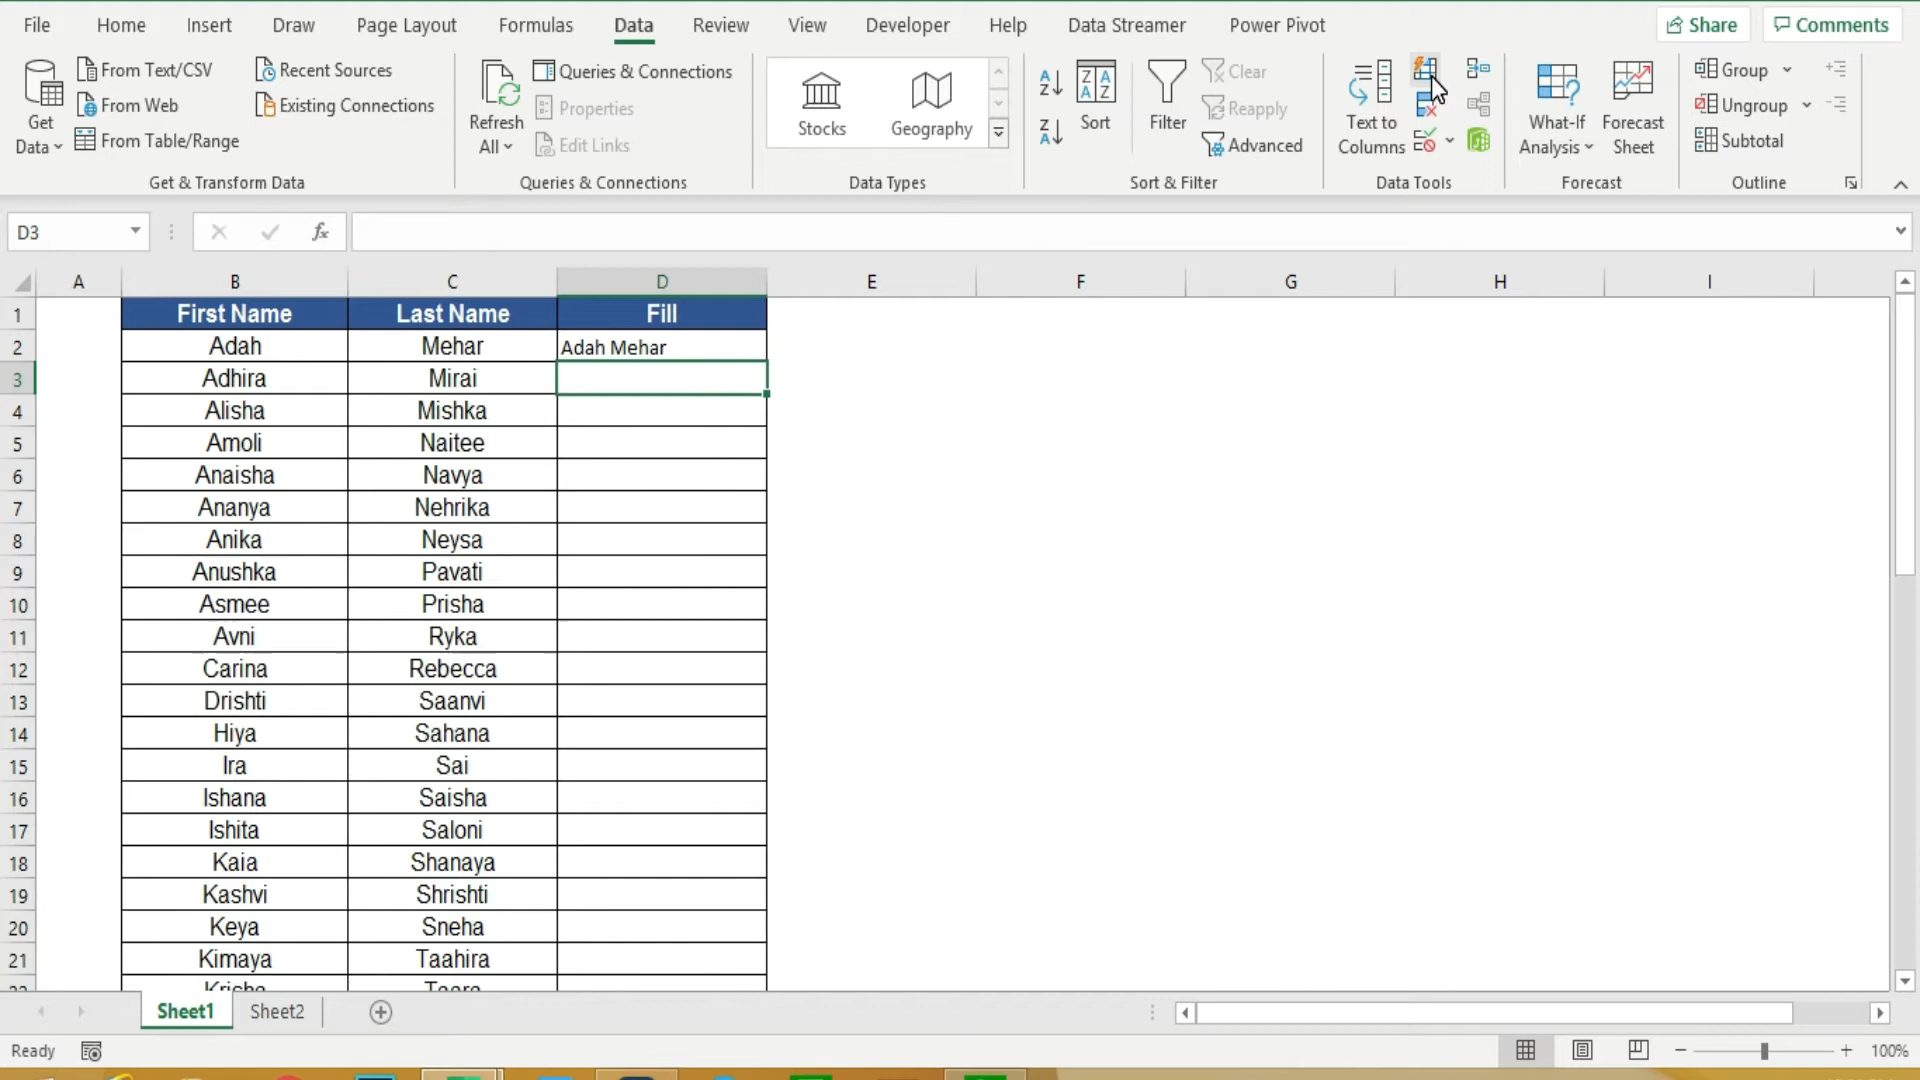 File Home Insert Draw Page Layout Formulas Data Review View Developer Help Data Streamer Power Pivot Share Comments
Get Data
From Text/CSV
From Web
From Table/Range
Recent Sources
Existing Connections
Get & Transform Data
Refresh All
Queries & Connections
Properties
Edit Links
Queries & Connections
Stocks
Geography
Data Types
Sort
Filter
Clear
Reapply
Advanced
Sort & Filter
Text to Columns
Data Tools
What-If Analysis
Forecast Sheet
Forecast
Group
Ungroup
Subtotal
Outline
D3 fx
A B C D E F G H I
1 First Name Last Name Fill
2 Adah Mehar Adah Mehar
3 Adhira Mirai
4 Alisha Mishka
5 Amoli Naitee
6 Anaisha Navya
7 Ananya Nehrika
8 Anika Neysa
9 Anushka Pavati
10 Asmee Prisha
11 Avni Ryka
12 Carina Rebecca
13 Drishti Saanvi
14 Hiya Sahana
15 Ira Sai
16 Ishana Saisha
17 Ishita Saloni
18 Kaia Shanaya
19 Kashvi Shrishti
20 Keya Sneha
21 Kimaya Taahira
Sheet1 Sheet2
Ready 100%